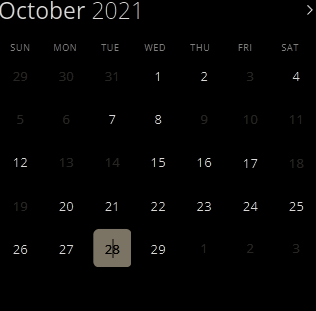 October 2021
SUN MON TUE WED THU FRI SAT
29 30 31 1 2 3 4
5 6 7 8 9 10 11
12 13 14 15 16 17 18
19 20 21 22 23 24 25
26 27 28 29 1 2 3